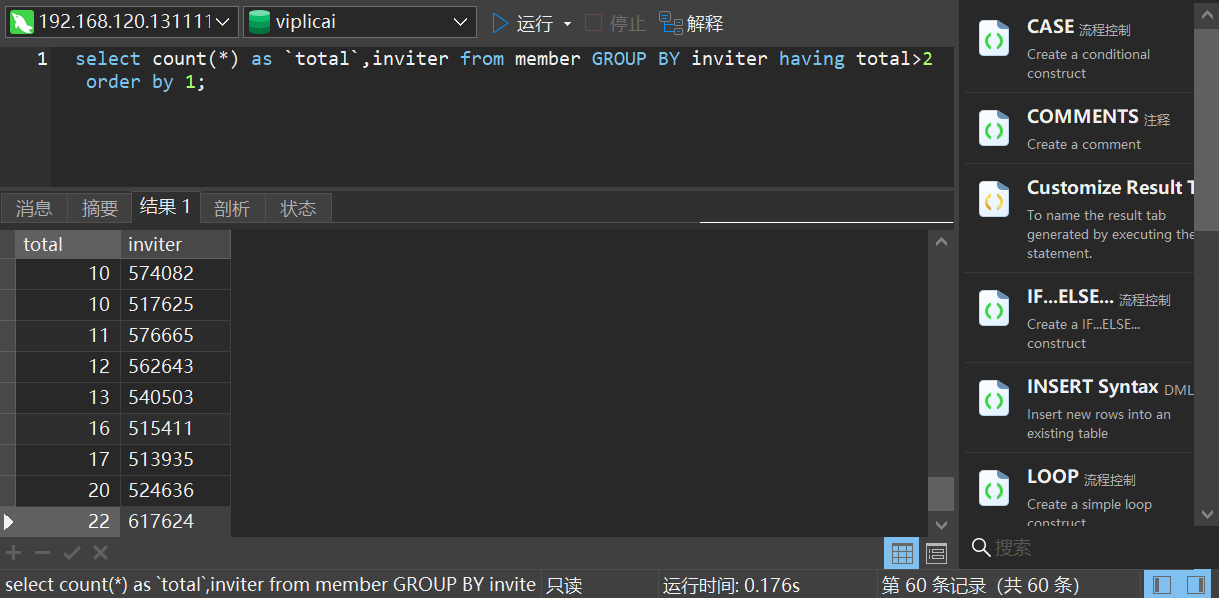 192.168.120.131111
viplicai
运行
停止
解释
1
select count(*) as `total`,inviter from member GROUP BY inviter having total>2
order by 1;
消息
摘要
结果 1
剖析
状态
total inviter
10 574082
10 517625
11 576665
12 562643
13 540503
16 515411
17 513935
20 524636
22 617624
select count(*) as `total`,inviter from member GROUP BY invite
只读
运行时间: 0.176s
第 60 条记录 (共 60 条)
CASE 流程控制
Create a conditional
construct
COMMENTS 注释
Create a comment
Customize Result T
To name the result tab
generated by executing the
statement.
IF...ELSE... 流程控制
Create a IF...ELSE...
construct
INSERT Syntax DML
Insert new rows into an
existing table
LOOP 流程控制
Create a simple loop
construct
搜索